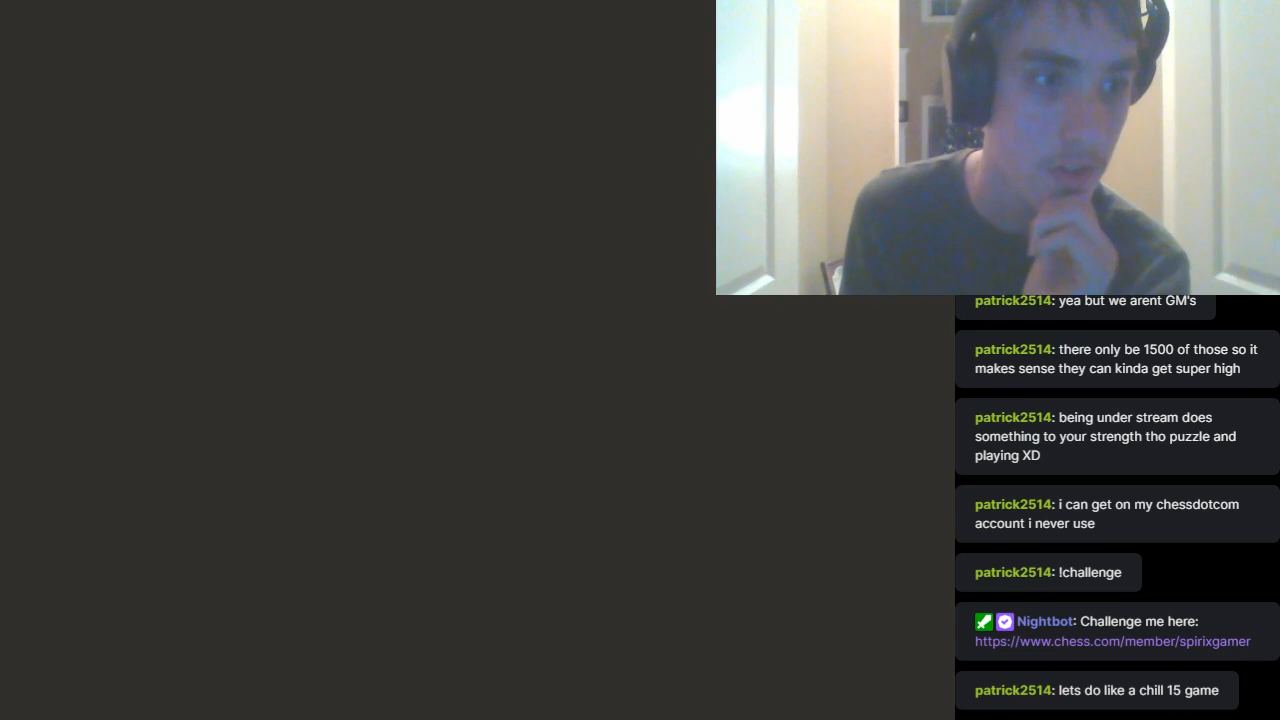 patrick2514: yea but we arent GM's
patrick2514: there only be 1500 of those so it
makes sense they can kinda get super high
patrick2514: being under stream does
something to your strength tho puzzle and
playing XD
patrick2514: i can get on my chessdotcom
account i never use
patrick2514: !challenge
Nightbot: Challenge me here:
https://www.chess.com/member/spirixgamer
patrick2514: lets do like a chill 15 game